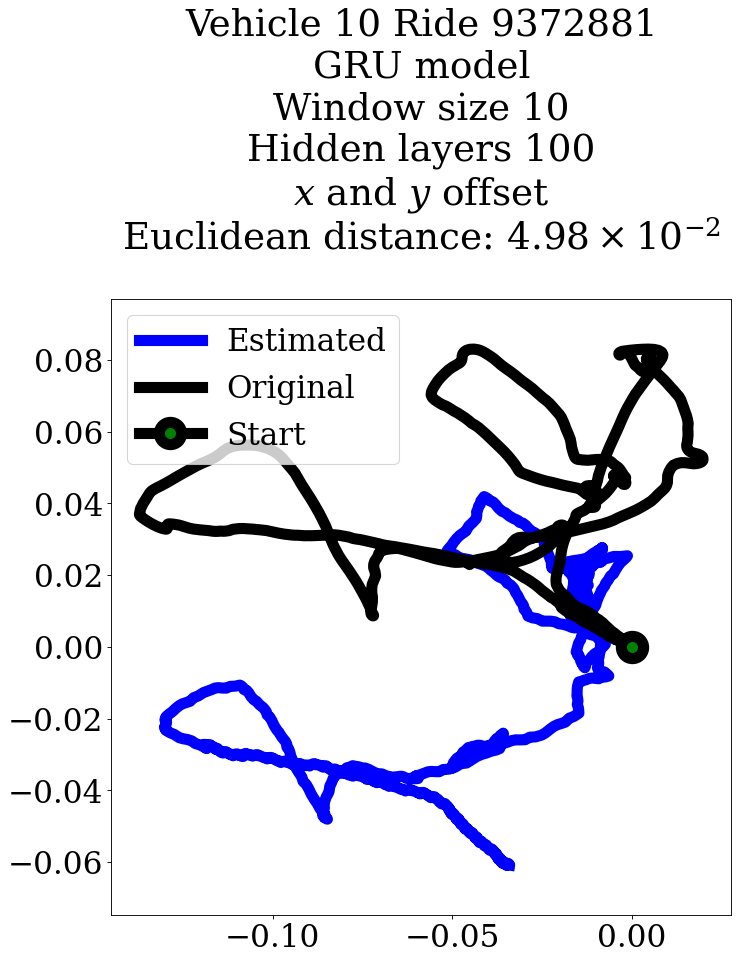 Vehicle 10 Ride 9372881
GRU model
Window size 10
Hidden layers 100
x and y offset
Euclidean distance: 4.98 × 10⁻²
Estimated
Original
Start
0.08
0.06
0.04
0.02
0.00
−0.02
−0.04
−0.06
−0.10
−0.05
0.00